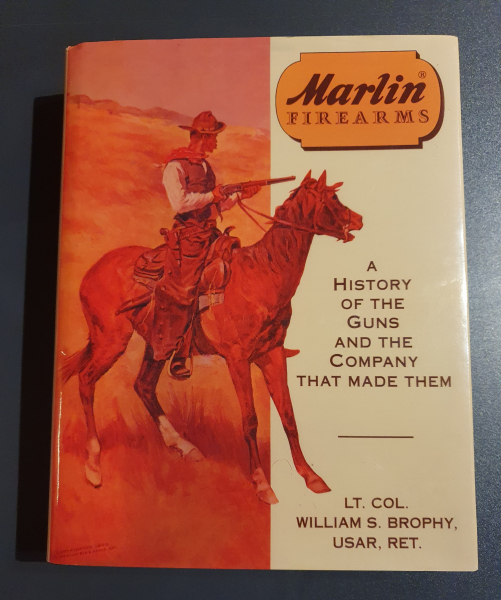 Marlin®
FIREARMS
A
HISTORY
OF THE
GUNS
AND THE
COMPANY
THAT MADE THEM
LT. COL.
WILLIAM S. BROPHY,
USAR, RET.